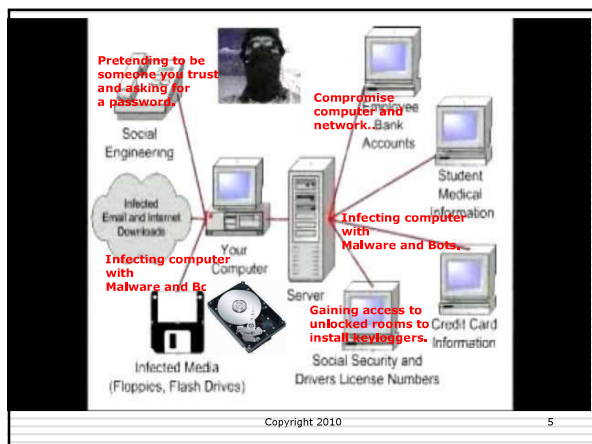 Pretending to be
someone you trust
and asking for
a password.
Social
Engineering
Infected
Email and Internet
Downloads
Infecting computer
with
Malware and Bo
Infected Media
(Floppies, Flash Drives)
Your
Computer
Server
Compromise
computer and
network..
Employee
Bank
Accounts
Student
Medical
Information
Infecting computer
with
Malware and Bots.
Gaining access to
unlocked rooms to
install keyloggers.
Social Security and
Drivers License Numbers
Credit Card
Information
Copyright 2010
5